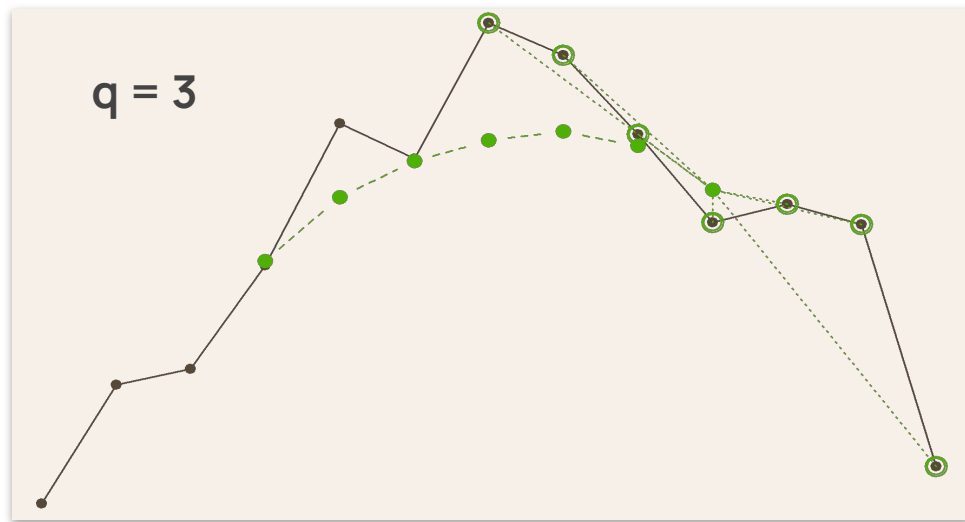 q = 3